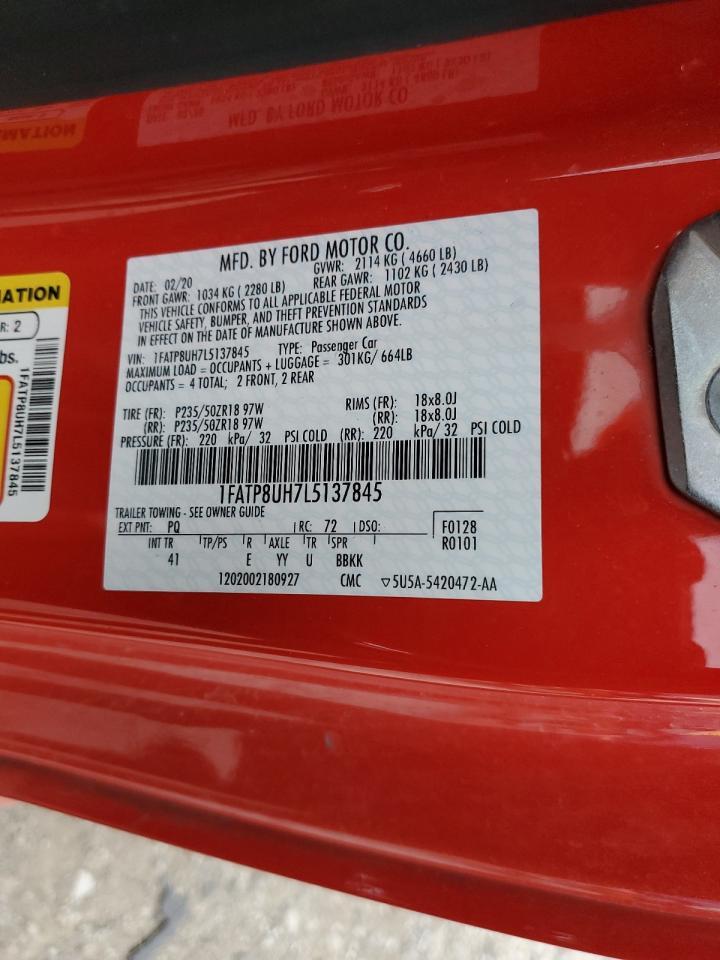 MFD. BY FORD MOTOR CO.
MATION
R: 2
bs.
1FATP8UH7L5137845
MFD. BY FORD MOTOR CO.
DATE: 02/20 GVWR: 2114 KG ( 4660 LB)
FRONT GAWR: 1034 KG ( 2280 LB) REAR GAWR: 1102 KG ( 2430 LB)
THIS VEHICLE CONFORMS TO ALL APPLICABLE FEDERAL MOTOR
VEHICLE SAFETY, BUMPER, AND THEFT PREVENTION STANDARDS
IN EFFECT ON THE DATE OF MANUFACTURE SHOWN ABOVE.
VIN: 1FATP8UH7L5137845 TYPE: Passenger Car
MAXIMUM LOAD = OCCUPANTS + LUGGAGE = 301KG/ 664LB
OCCUPANTS = 4 TOTAL; 2 FRONT, 2 REAR
TIRE (FR): P235/50ZR18 97W RIMS (FR): 18x8.0J
(RR): P235/50ZR18 97W (RR): 18x8.0J
PRESSURE (FR): 220 kPa/ 32 PSI COLD (RR): 220 kPa/ 32 PSI COLD
1FATP8UH7L5137845
TRAILER TOWING - SEE OWNER GUIDE
EXT PNT: PQ RC: 72 DSO: F0128
INT TR TP/PS R AXLE TR SPR R0101
41 E YY U BBKK
1202002180927 CMC ▽5U5A-5420472-AA